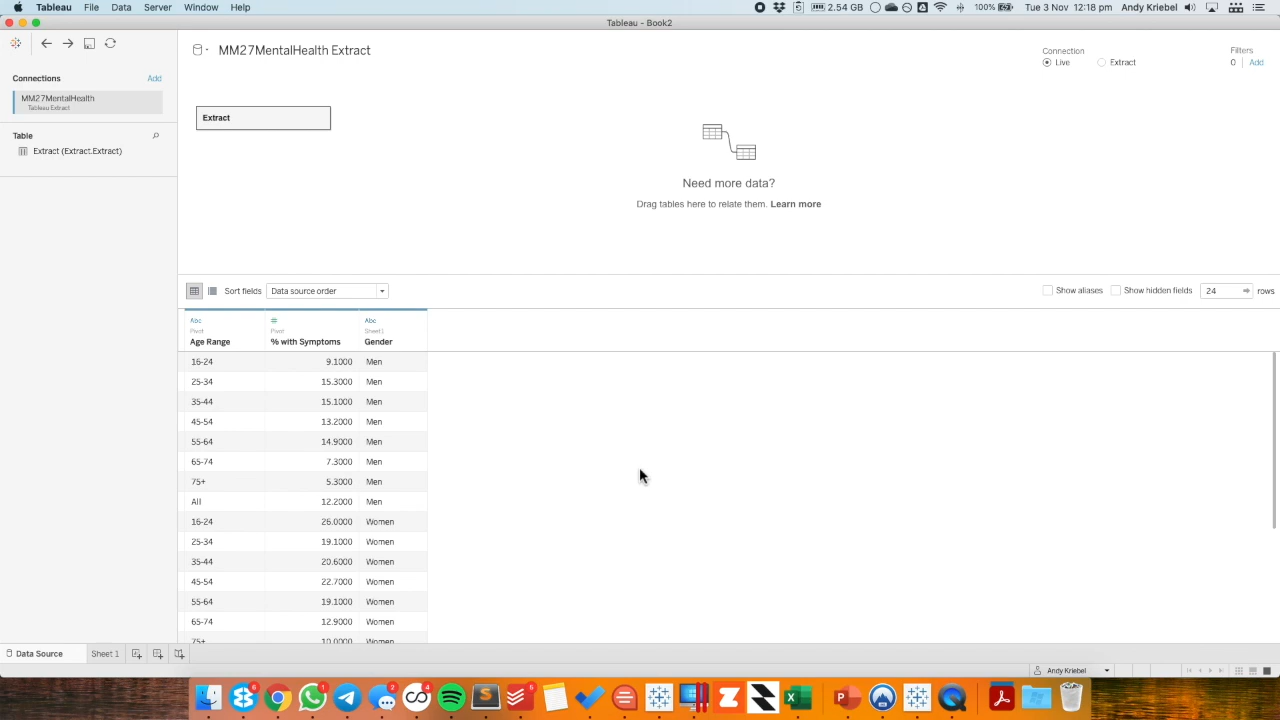 Tableau File Data Server Window Help 2.54 GB 100% Tue 3 Nov 12:18 pm Andy Kriebel
Tableau - Book2
MM27MentalHealth Extract
Connection
Live Extract
Filters
0 Add
Connections Add
MM27MentalHealth
Tableau Extract
Table
Extract (Extract.Extract)
Extract
Need more data?
Drag tables here to relate them. Learn more
Sort fields Data source order Show aliases Show hidden fields 24 rows
Abc # Abc
Pivot Pivot Sheet1
Age Range % with Symptoms Gender
16-24 9.1000 Men
25-34 15.3000 Men
35-44 15.1000 Men
45-54 13.2000 Men
55-64 14.9000 Men
65-74 7.3000 Men
75+ 5.3000 Men
All 12.2000 Men
16-24 26.0000 Women
25-34 19.1000 Women
35-44 20.6000 Women
45-54 22.7000 Women
55-64 19.1000 Women
65-74 12.9000 Women
75+ 10.0000 Women
Data Source Sheet 1
Andy Kriebel